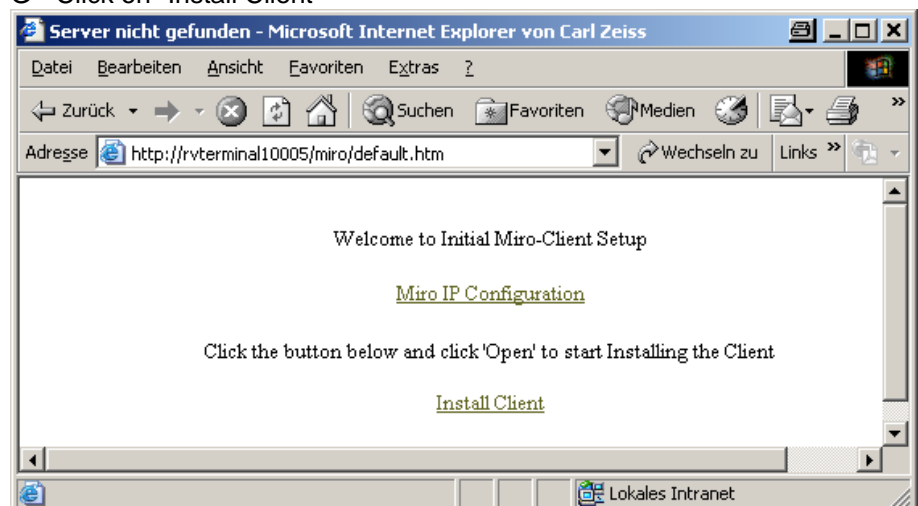 Click on "Install Client"
Server nicht gefunden - Microsoft Internet Explorer von Carl Zeiss
Datei Bearbeiten Ansicht Favoriten Extras ?
Zurück Suchen Favoriten Medien »
Adresse http://rvterminal10005/miro/default.htm Wechseln zu Links »
Welcome to Initial Miro-Client Setup
Miro IP Configuration
Click the button below and click 'Open' to start Installing the Client
Install Client
Lokales Intranet